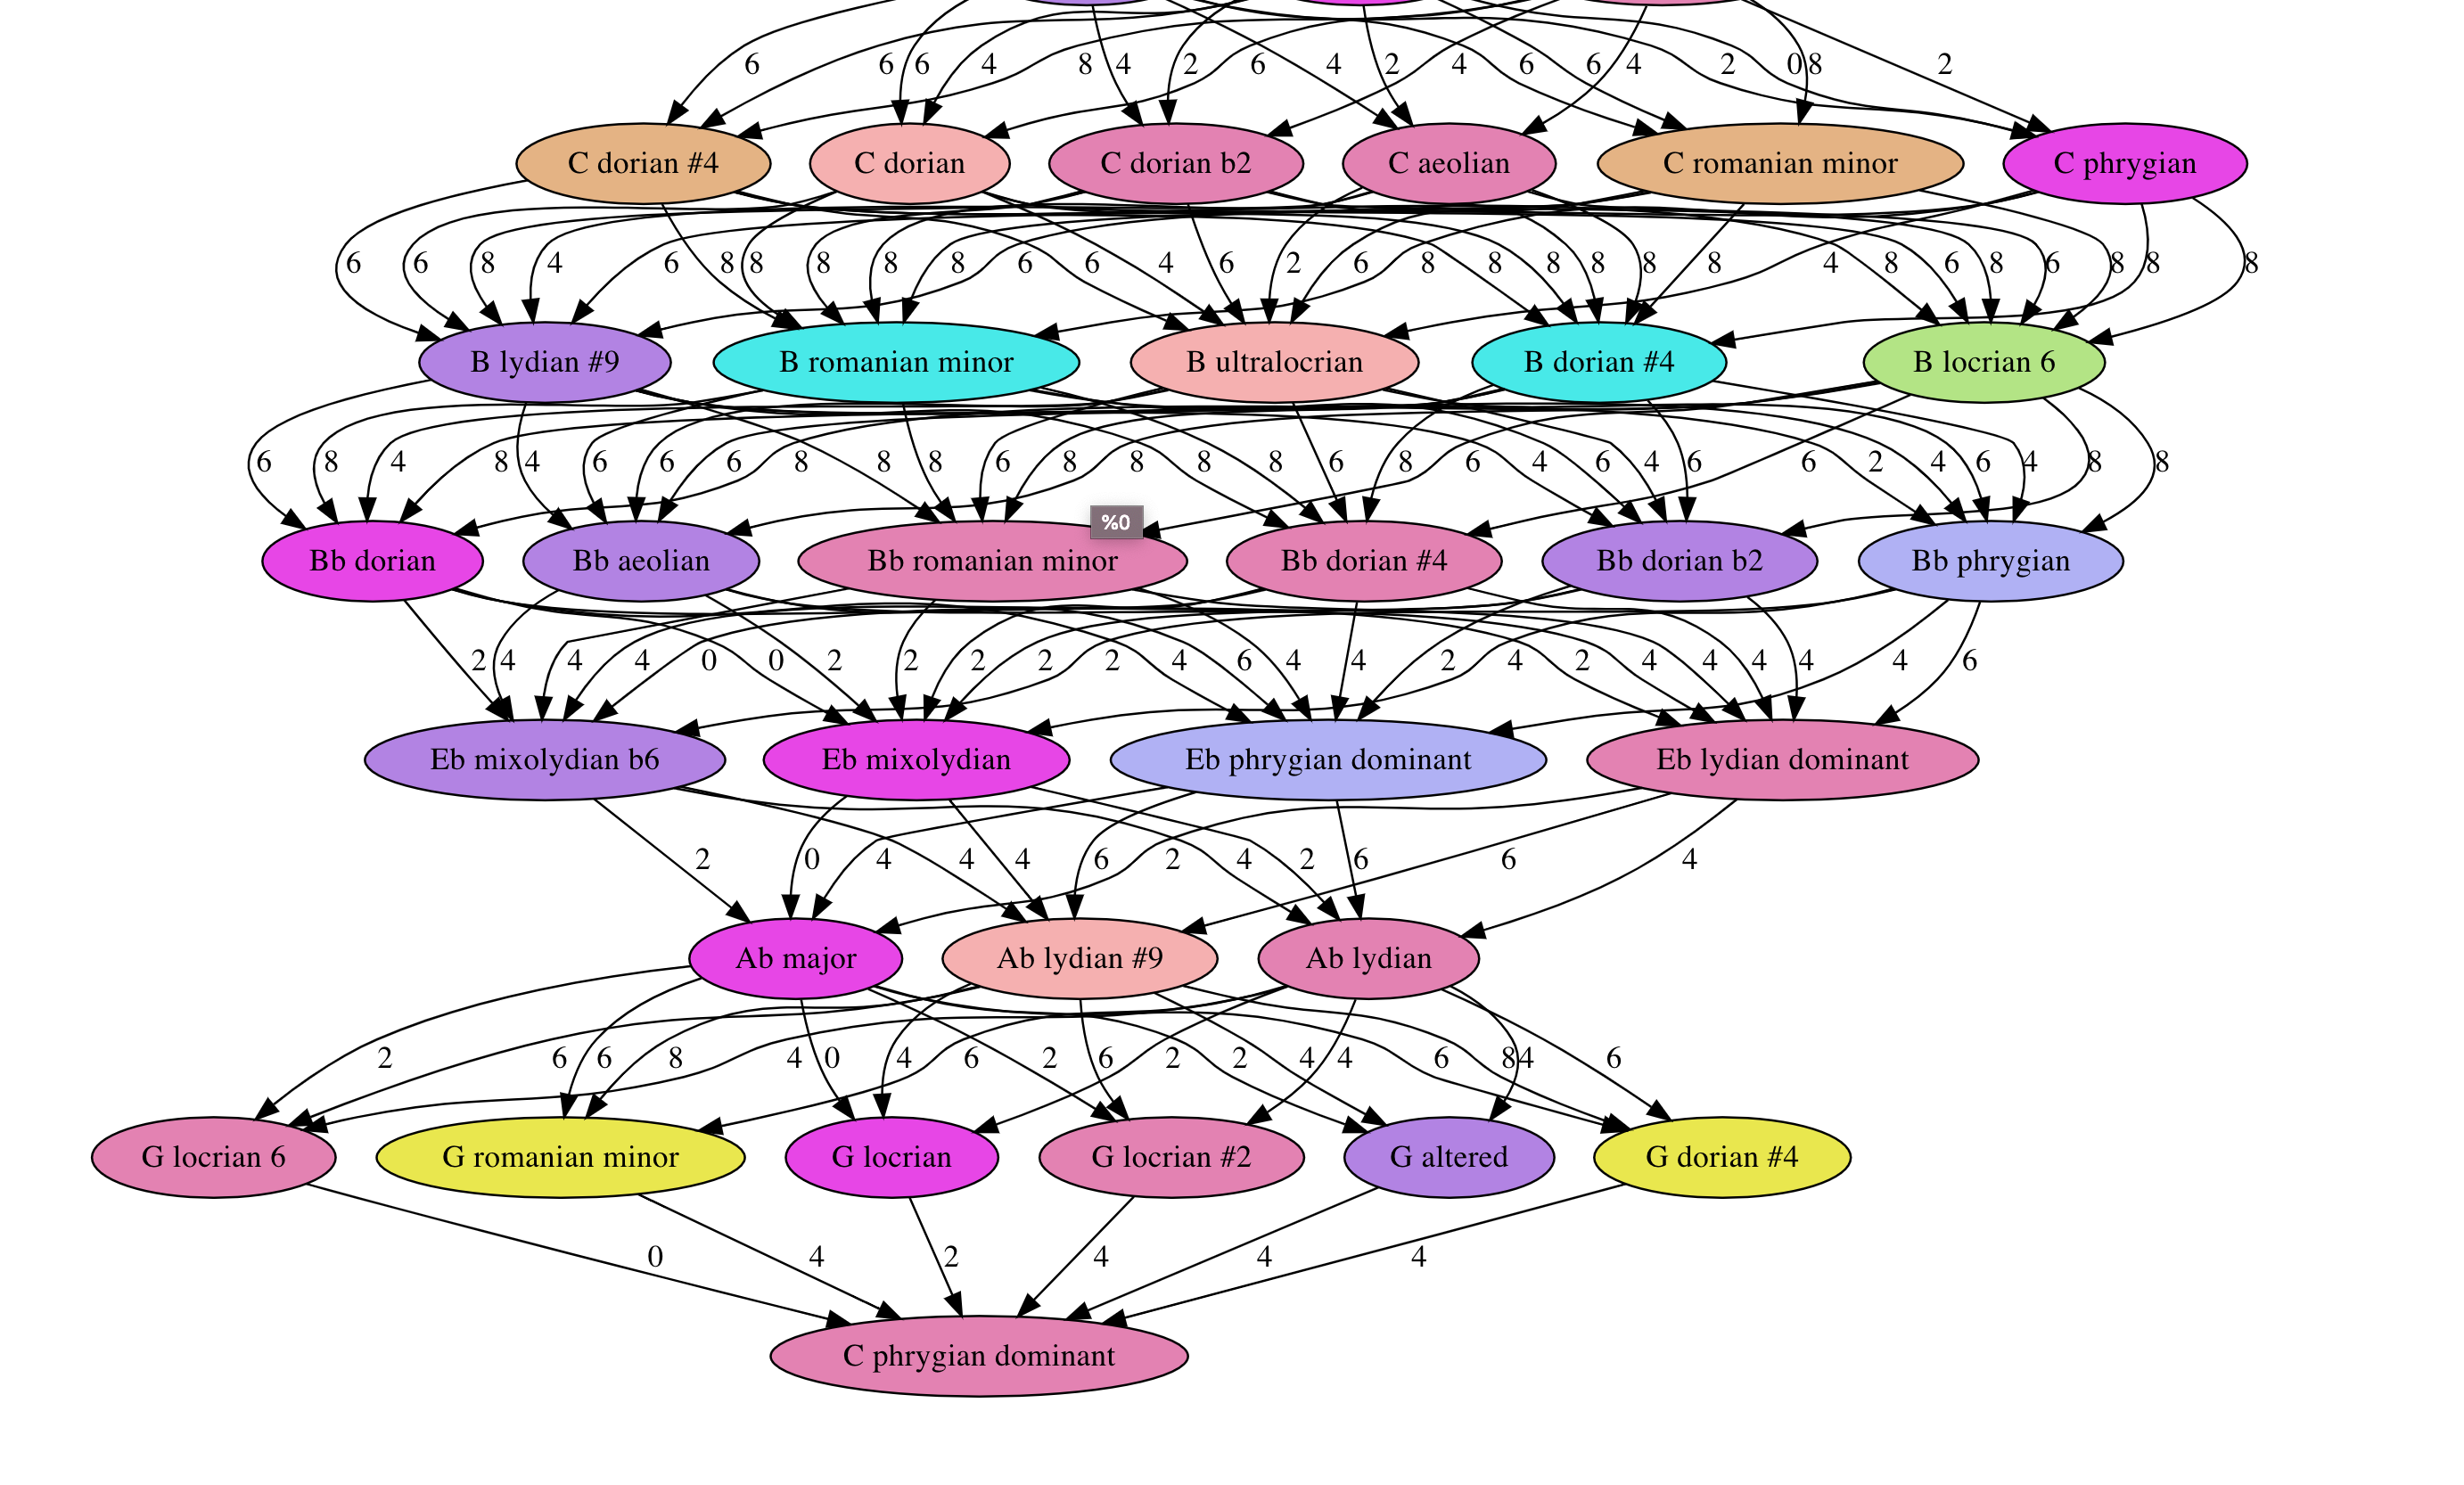 6 6 6 4 8 4 2 6 4 2 4 6 6 4 2 0 8 2
C dorian #4 C dorian C dorian b2 C aeolian C romanian minor C phrygian
6 6 8 4 6 8 8 8 8 8 6 6 4 6 2 6 8 8 8 8 8 8 4 8 6 8 6 8 8 8
B lydian #9 B romanian minor B ultralocrian B dorian #4 B locrian 6
6 8 4 8 4 6 6 6 8 8 8 6 8 8 8 8 6 8 6 4 6 4 6 6 2 4 6 4 8 8
%0
Bb dorian Bb aeolian Bb romanian minor Bb dorian #4 Bb dorian b2 Bb phrygian
2 4 4 4 0 0 2 2 2 2 2 4 6 4 4 2 4 2 4 4 4 4 4 6
Eb mixolydian b6 Eb mixolydian Eb phrygian dominant Eb lydian dominant
2 0 4 4 4 6 2 4 2 6 6 4
Ab major Ab lydian #9 Ab lydian
2 6 6 8 4 0 4 6 2 6 2 2 4 4 6 8 4 6
G locrian 6 G romanian minor G locrian G locrian #2 G altered G dorian #4
0 4 2 4 4 4
C phrygian dominant